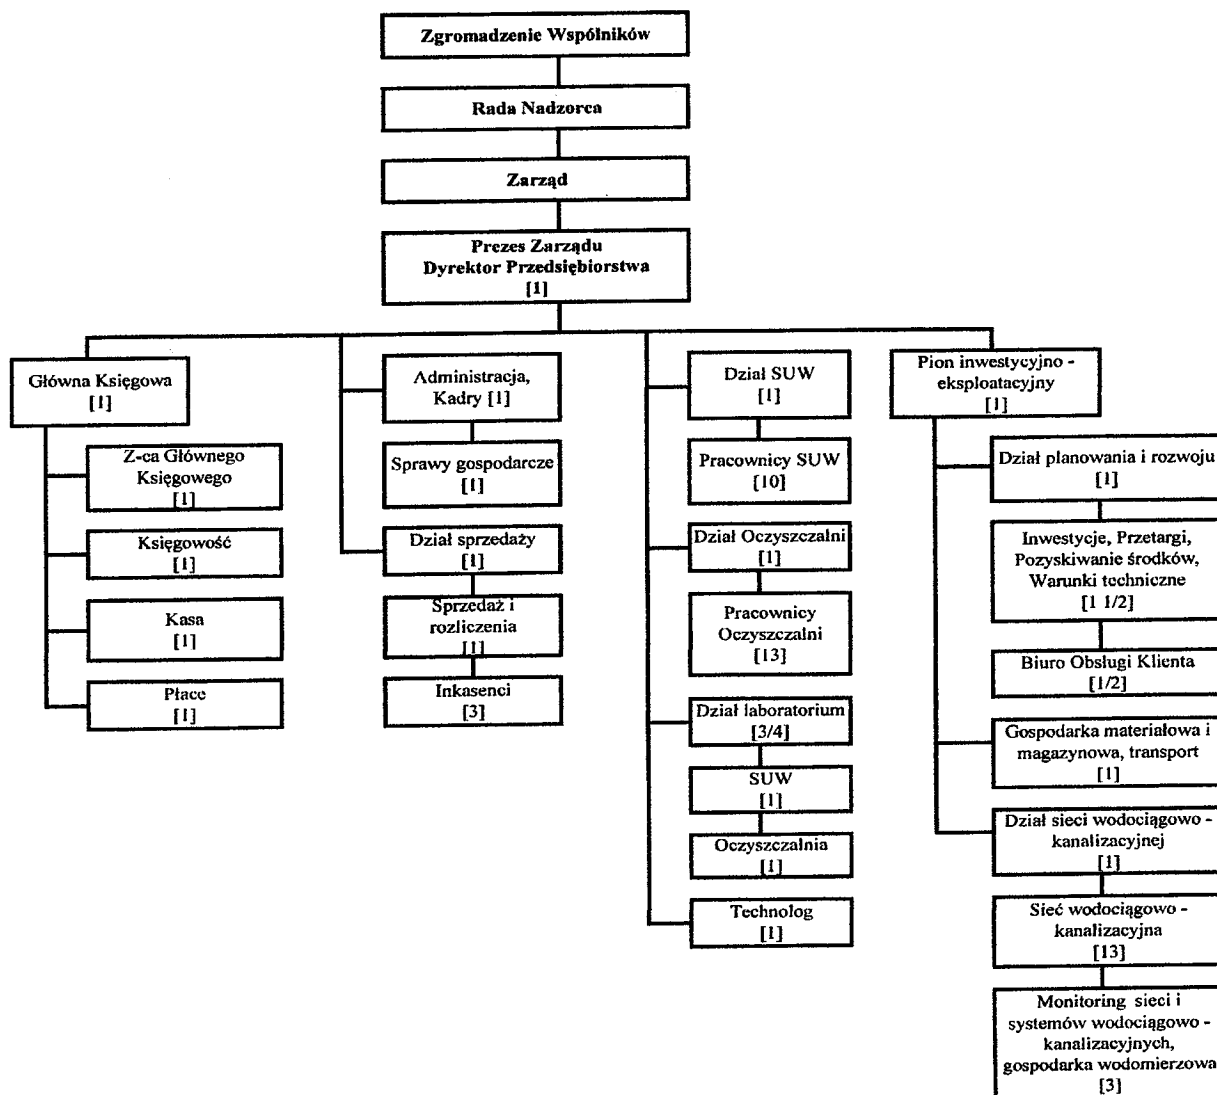 Zgromadzenie Wspólników
Rada Nadzorca
Zarząd
Prezes Zarządu
Dyrektor Przedsiębiorstwa
[1]
Główna Księgowa
[1]
Z-ca Głównego
Księgowego
[1]
Księgowość
[1]
Kasa
[1]
Płace
[1]
Administracja,
Kadry [1]
Sprawy gospodarcze
[1]
Dział sprzedaży
[1]
Sprzedaż i
rozliczenia
[1]
Inkasenci
[3]
Dział SUW
[1]
Pracownicy SUW
[10]
Dział Oczyszczalni
[1]
Pracownicy
Oczyszczalni
[13]
Dział laboratorium
[3/4]
SUW
[1]
Oczyszczalnia
[1]
Technolog
[1]
Pion inwestycyjno -
eksploatacyjny
[1]
Dział planowania i rozwoju
[1]
Inwestycje, Przetargi,
Pozyskiwanie środków,
Warunki techniczne
[1 1/2]
Biuro Obsługi Klienta
[1/2]
Gospodarka materiałowa i
magazynowa, transport
[1]
Dział sieci wodociągowo -
kanalizacyjnej
[1]
Sieć wodociągowo -
kanalizacyjna
[13]
Monitoring sieci i
systemów wodociągowo -
kanalizacyjnych,
gospodarka wodomierzowa
[3]